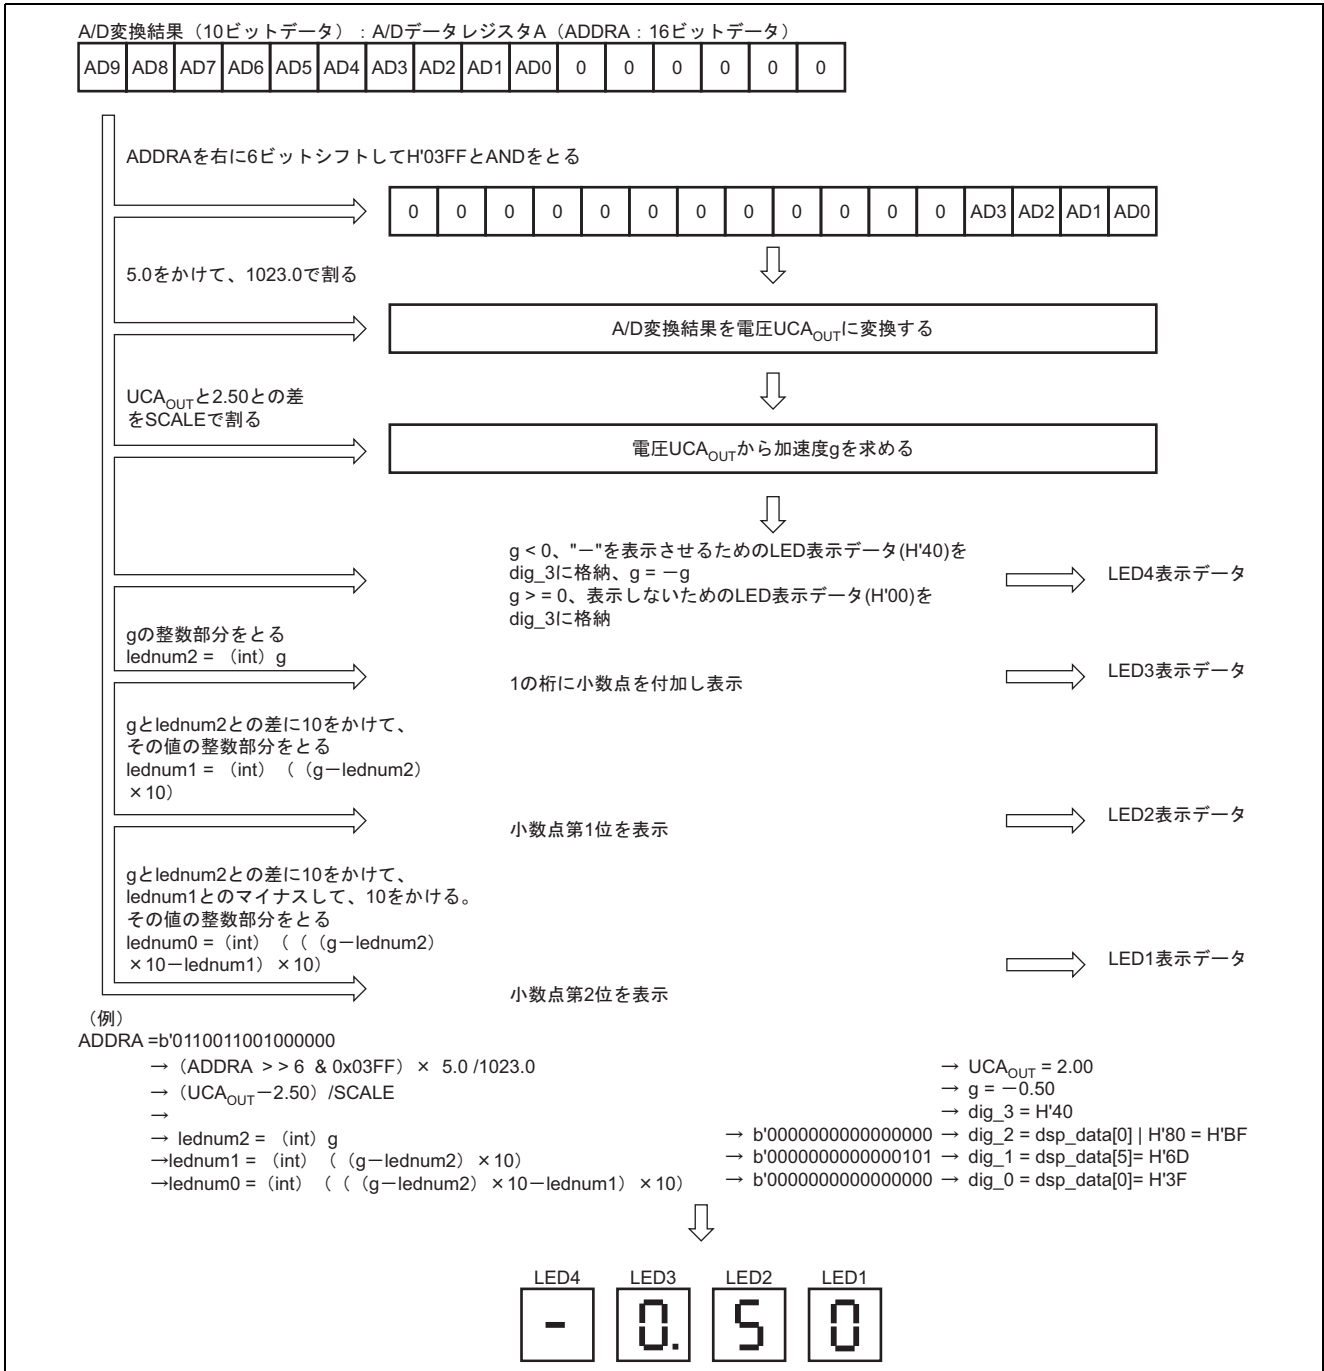 A/D変換結果（10ビットデータ）：A/DデータレジスタA（ADDRA：16ビットデータ）
AD9 AD8 AD7 AD6 AD5 AD4 AD3 AD2 AD1 AD0 0 0 0 0 0 0
ADDRAを右に6ビットシフトしてH'03FFとANDをとる
0 0 0 0 0 0 0 0 0 0 0 0 AD3 AD2 AD1 AD0
5.0をかけて、1023.0で割る
A/D変換結果を電圧UCAOUTに変換する
UCAOUTと2.50との差
をSCALEで割る
電圧UCAOUTから加速度gを求める
g < 0、"－"を表示させるためのLED表示データ(H'40)を
dig_3に格納、g = －g
g > = 0、表示しないためのLED表示データ(H'00)を
dig_3に格納
LED4表示データ
gの整数部分をとる
lednum2 = （int）g
1の桁に小数点を付加し表示
LED3表示データ
gとlednum2との差に10をかけて、
その値の整数部分をとる
lednum1 = （int）（（g－lednum2）
×10）
小数点第1位を表示
LED2表示データ
gとlednum2との差に10をかけて、
lednum1とのマイナスして、10をかける。
その値の整数部分をとる
lednum0 =（int）（（（g－lednum2）
×10－lednum1）×10）
小数点第2位を表示
LED1表示データ
（例）
ADDRA =b'0110011001000000
→（ADDRA > > 6 & 0x03FF）× 5.0 /1023.0 → UCAOUT = 2.00
→（UCAOUT－2.50）/SCALE → g = －0.50
→ → dig_3 = H'40
→ lednum2 = （int）g → b'0000000000000000 → dig_2 = dsp_data[0] | H'80 = H'BF
→lednum1 = （int）（（g－lednum2）×10） → b'0000000000000101 → dig_1 = dsp_data[5]= H'6D
→lednum0 = （int）（（（g－lednum2）×10－lednum1）×10） → b'0000000000000000 → dig_0 = dsp_data[0]= H'3F
LED4 LED3 LED2 LED1
- 0. 5 0